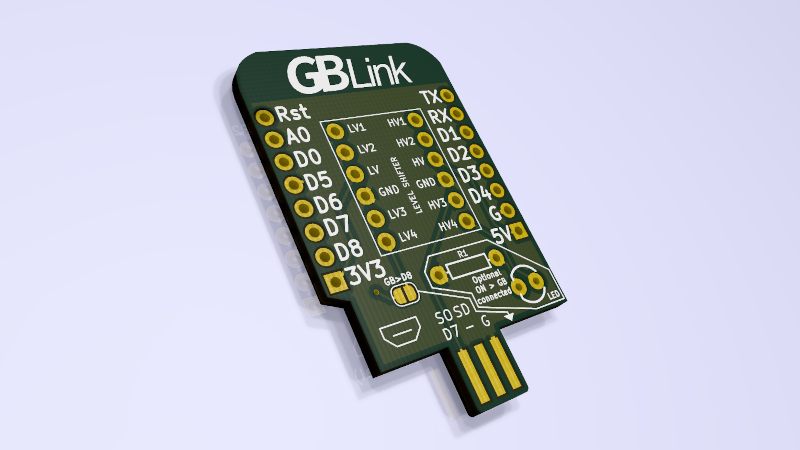 GBLink
Rst
A0
D0
D5
D6
D7
D8
3V3
LV1
LV2
LV
GND
LV3
LV4
LEVEL SHIFTER
HV1
HV2
HV
GND
HV3
HV4
TX
RX
D1
D2
D3
D4
G
5V
R1
GB>D8
Optional
ON > GB
connected
LED
SO SD
D7 - G